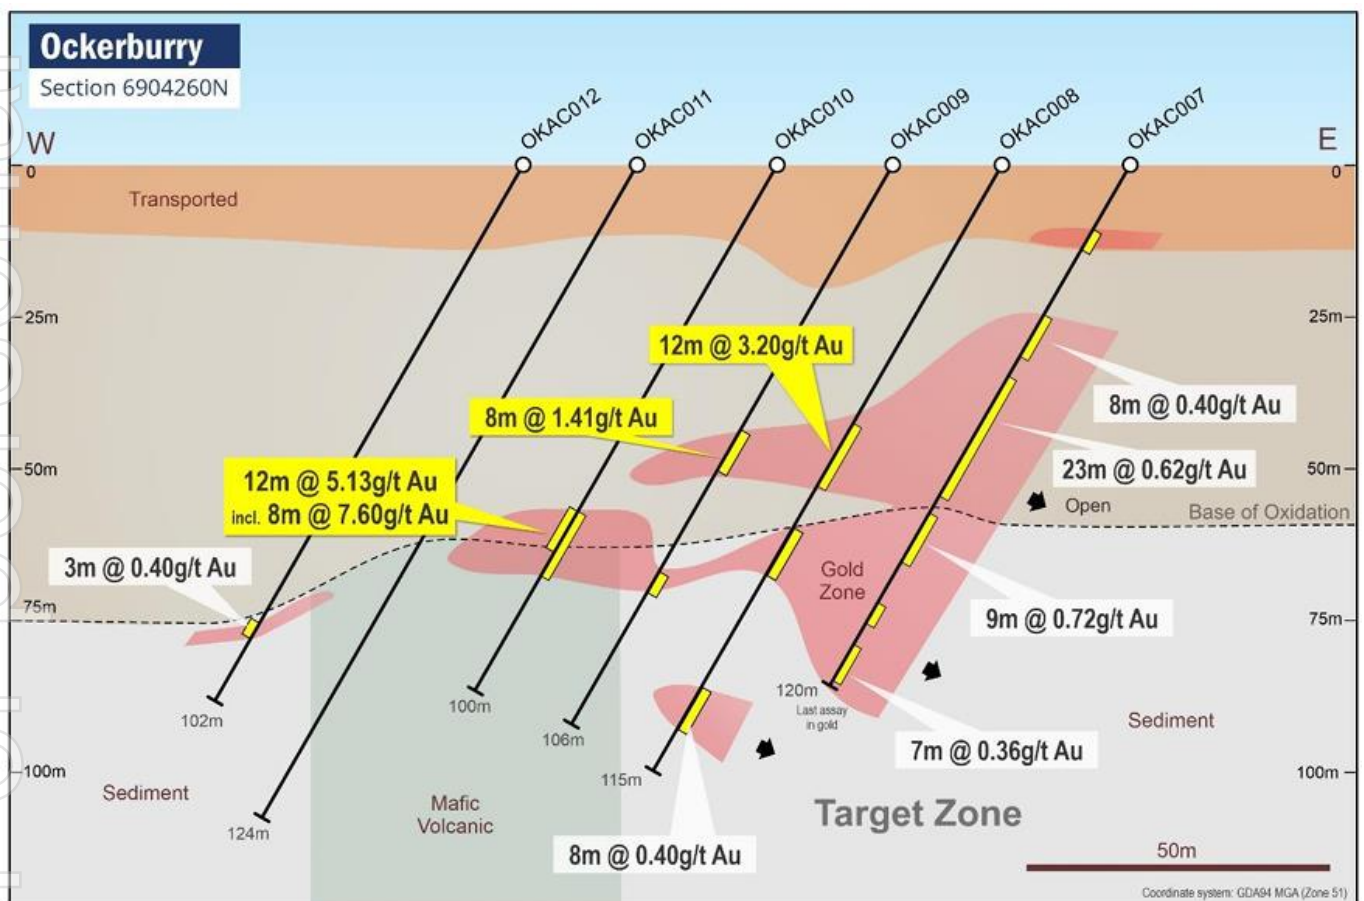 Ockerburry
Section 6904260N
OKAC012
OKAC011
OKAC010
OKAC009
OKAC008
OKAC007
W
E
0
0
Transported
25m
25m
12m @ 3.20g/t Au
8m @ 0.40g/t Au
8m @ 1.41g/t Au
23m @ 0.62g/t Au
50m
50m
12m @ 5.13g/t Au
incl. 8m @ 7.60g/t Au
Open
Base of Oxidation
3m @ 0.40g/t Au
Gold
Zone
75m
75m
9m @ 0.72g/t Au
102m
100m
120m
Last assay
in gold
106m
Sediment
7m @ 0.36g/t Au
115m
100m
100m
Sediment
Mafic
Volcanic
124m
Target Zone
8m @ 0.40g/t Au
50m
Coordinate system: GDA94 MGA (Zone 51)